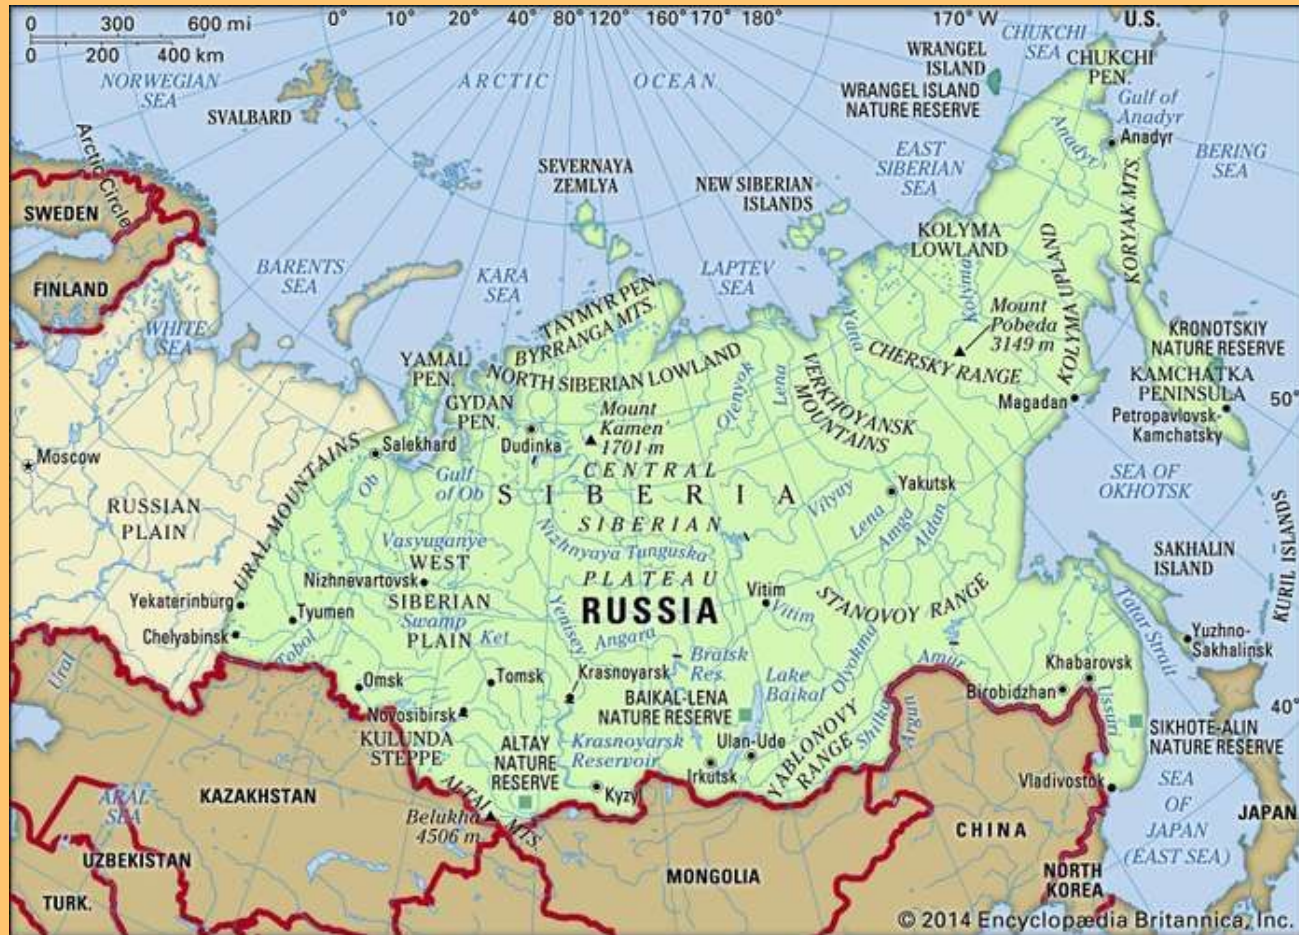 0 300 600 mi
0 200 400 km
0° 10° 20° 40° 80° 120° 160° 170° 180° 170° W
U.S.
NORWEGIAN
SEA
SVALBARD
ARCTIC OCEAN
WRANGEL
ISLAND
WRANGEL ISLAND
NATURE RESERVE
CHUKCHI
SEA
CHUKCHI
PEN.
Gulf of
Anadyr
Anadyr
Anadyr
BERING
SEA
Arctic Circle
SWEDEN
FINLAND
SEVERNAYA
ZEMLYA
NEW SIBERIAN
ISLANDS
EAST
SIBERIAN
SEA
KOLYMA
LOWLAND
KORYAK MTS.
BARENTS
SEA
KARA
SEA
LAPTEV
SEA
Kolyma
KOLYMA UPLAND
WHITE
SEA
TAYMYR PEN.
BYRRANGA MTS.
Yana
Mount
Pobeda
3149 m
CHERSKY RANGE
KRONOTSKIY
NATURE RESERVE
KAMCHATKA
PENINSULA
Petropavlovsk-
Kamchatsky
50°
YAMAL
PEN.
GYDAN
PEN.
NORTH SIBERIAN LOWLAND
Olenyok
Lena
VERKHOYANSK
MOUNTAINS
Magadan
Moscow
Salekhard
Dudinka
Mount
Kamen
1701 m
RUSSIAN
PLAIN
URAL MOUNTAINS
Ob
Gulf
of Ob
CENTRAL
SIBERIA
SIBERIAN
PLATEAU
Vilyuy
Yakutsk
Lena
Amga
Aldan
SEA OF
OKHOTSK
KURIL ISLANDS
Vasyuganye
WEST
SIBERIAN
Swamp
PLAIN
Nizhnyaya Tunguska
Nizhnevartovsk
RUSSIA
Vitim
Vitim
STANOVOY RANGE
SAKHALIN
ISLAND
Tatar Strait
Yuzhno-
Sakhalinsk
Yekaterinburg
Tyumen
Chelyabinsk
Tobol
Ket
Yenisey
Angara
Bratsk
Res.
Olyokma
Amur
Khabarovsk
Birobidzhan
Ussuri
Ural
Omsk
Tomsk
Krasnoyarsk
Novosibirsk
KULUNDA
STEPPE
BAIKAL-LENA
NATURE RESERVE
Lake
Baikal
Shilka
Argun
40°
SIKHOTE-ALIN
NATURE RESERVE
ALTAY
NATURE
RESERVE
Krasnoyarsk
Reservoir
Ulan-Ude
Irkutsk
YABLONOVY
RANGE
Vladivostok
Kyzyl
ALTAI MTS.
Belukha
4506 m
ARAL
SEA
KAZAKHSTAN
UZBEKISTAN
TURK.
MONGOLIA
CHINA
NORTH
KOREA
SEA
OF
JAPAN
(EAST SEA)
JAPAN
© 2014 Encyclopædia Britannica, Inc.